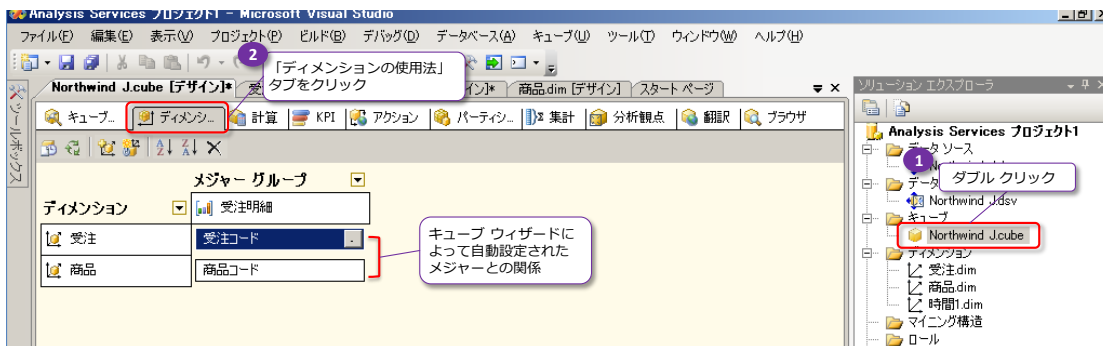 Analysis Services プロジェクト1 - Microsoft Visual Studio
ファイル(F) 編集(E) 表示(V) プロジェクト(P) ビルド(B) デバッグ(D) データベース(A) キューブ(U) ツール(T) ウィンドウ(W) ヘルプ(H)
2
「ディメンションの使用法」
タブをクリック
Northwind J.cube [デザイン]* 受 イン]* 商品.dim [デザイン] スタート ページ
ツールボックス
キューブ... ディメンシ... 計算 KPI アクション パーティシ... 集計 分析観点 翻訳 ブラウザ
メジャー グループ
ディメンション 受注明細
受注 受注コード
商品 商品コード
キューブ ウィザードに
よって自動設定された
メジャーとの関係
ソリューション エクスプローラ
Analysis Services プロジェクト1
データ ソース
1
ダブル クリック
データ
Northwind J.dsv
キューブ
Northwind J.cube
ディメンション
受注.dim
商品.dim
時間1.dim
マイニング構造
ロール